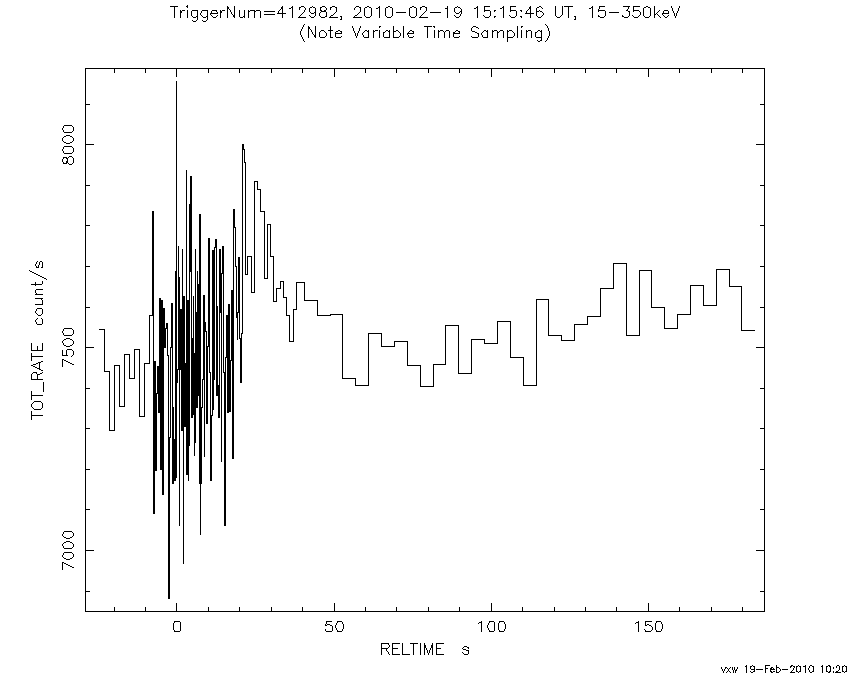 TriggerNum=412982, 2010-02-19 15:15:46 UT, 15-350keV
(Note Variable Time Sampling)
TOT_RATE count/s
8000
7500
7000
0 50 100 150
RELTIME s
vxw 19-Feb-2010 10:20